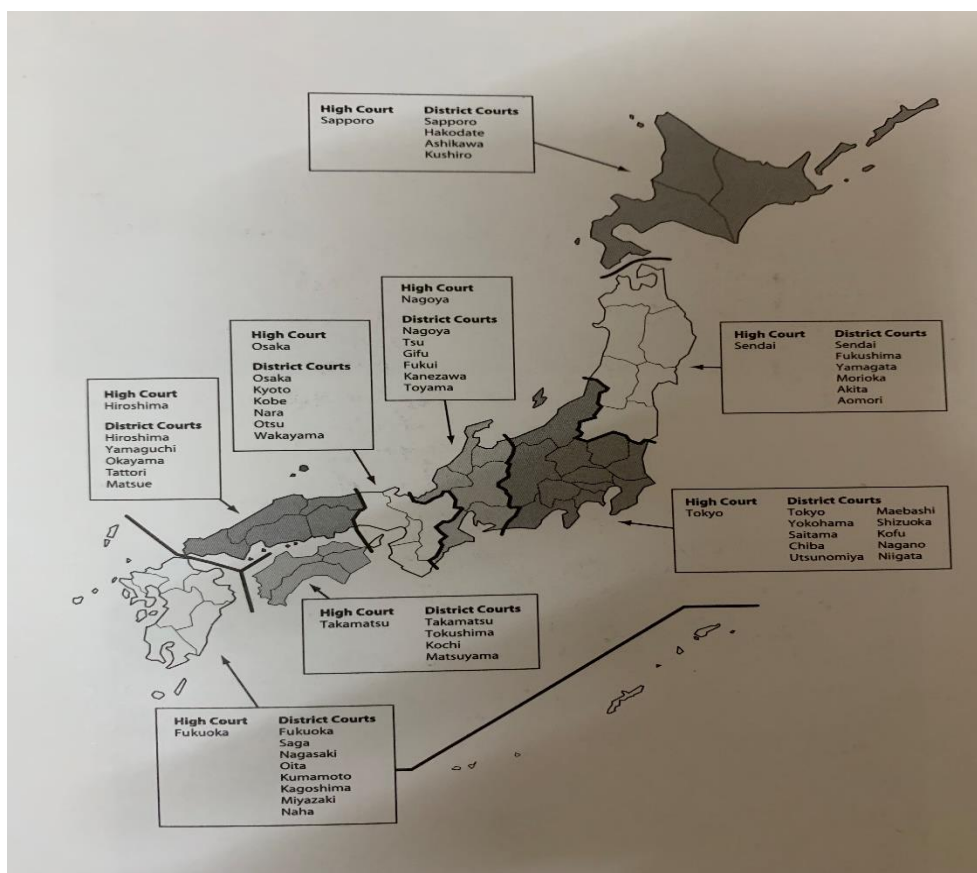 High Court District Courts
Sapporo Sapporo
Hakodate
Ashikawa
Kushiro
High Court
Nagoya
District Courts
Nagoya
Tsu
Gifu
Fukui
Kanezawa
Toyama
High Court
Osaka
District Courts
Osaka
Kyoto
Kobe
Nara
Otsu
Wakayama
High Court District Courts
Sendai Sendai
Fukushima
Yamagata
Morioka
Akita
Aomori
High Court
Hiroshima
District Courts
Hiroshima
Yamaguchi
Okayama
Tattori
Matsue
High Court District Courts
Tokyo Tokyo Maebashi
Yokohama Shizuoka
Saitama Kofu
Chiba Nagano
Utsunomiya Niigata
High Court District Courts
Takamatsu Takamatsu
Tokushima
Kochi
Matsuyama
High Court District Courts
Fukuoka Fukuoka
Saga
Nagasaki
Oita
Kumamoto
Kagoshima
Miyazaki
Naha